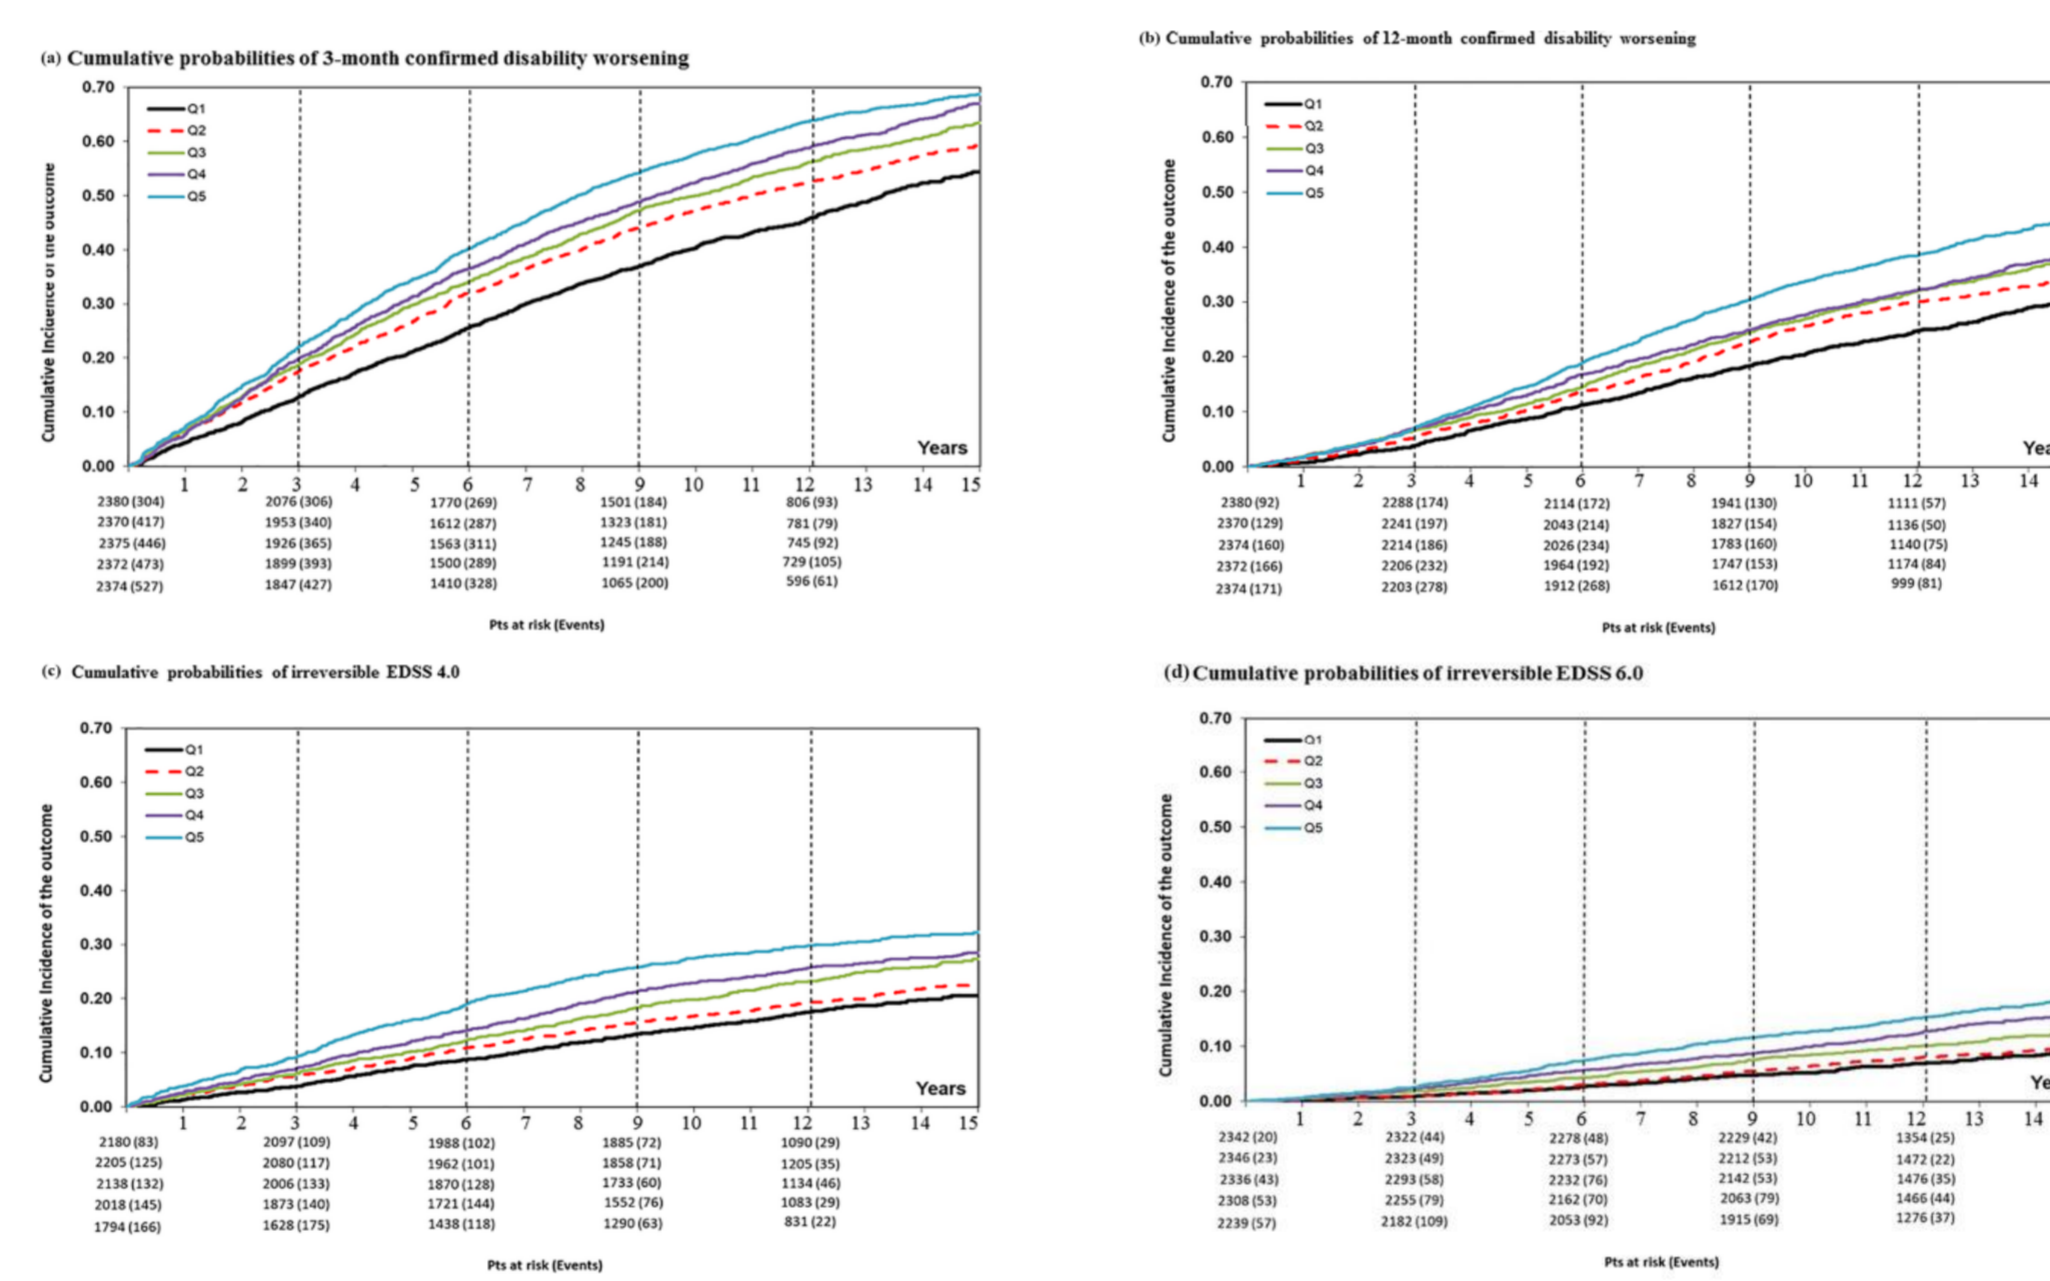 (a) Cumulative probabilities of 3-month confirmed disability worsening
Cumulative Incidence of the outcome
0.70
0.60
0.50
0.40
0.30
0.20
0.10
0.00
Q1
Q2
Q3
Q4
Q5
Years
1 2 3 4 5 6 7 8 9 10 11 12 13 14 15
2380 (304) 2076 (306) 1770 (269) 1501 (184) 806 (93)
2370 (417) 1953 (340) 1612 (287) 1323 (181) 781 (79)
2375 (446) 1926 (365) 1563 (311) 1245 (188) 745 (92)
2372 (473) 1899 (393) 1500 (289) 1191 (214) 729 (105)
2374 (527) 1847 (427) 1410 (328) 1065 (200) 596 (61)
Pts at risk (Events)
(b) Cumulative probabilities of 12-month confirmed disability worsening
Cumulative Incidence of the outcome
0.70
0.60
0.50
0.40
0.30
0.20
0.10
0.00
Q1
Q2
Q3
Q4
Q5
Yea
1 2 3 4 5 6 7 8 9 10 11 12 13 14
2380 (92) 2288 (174) 2114 (172) 1941 (130) 1111 (57)
2370 (129) 2241 (197) 2043 (214) 1827 (154) 1136 (50)
2374 (160) 2214 (186) 2026 (234) 1783 (160) 1140 (75)
2372 (166) 2206 (232) 1964 (192) 1747 (153) 1174 (84)
2374 (171) 2203 (278) 1912 (268) 1612 (170) 999 (81)
Pts at risk (Events)
(c) Cumulative probabilities of irreversible EDSS 4.0
Cumulative Incidence of the outcome
0.70
0.60
0.50
0.40
0.30
0.20
0.10
0.00
Q1
Q2
Q3
Q4
Q5
Years
1 2 3 4 5 6 7 8 9 10 11 12 13 14 15
2180 (83) 2097 (109) 1988 (102) 1885 (72) 1090 (29)
2205 (125) 2080 (117) 1962 (101) 1858 (71) 1205 (35)
2138 (132) 2006 (133) 1870 (128) 1733 (60) 1134 (46)
2018 (145) 1873 (140) 1721 (144) 1552 (76) 1083 (29)
1794 (166) 1628 (175) 1438 (118) 1290 (63) 831 (22)
Pts at risk (Events)
(d) Cumulative probabilities of irreversible EDSS 6.0
Cumulative Incidence of the outcome
0.70
0.60
0.50
0.40
0.30
0.20
0.10
0.00
Q1
Q2
Q3
Q4
Q5
Ye
1 2 3 4 5 6 7 8 9 10 11 12 13 14
2342 (20) 2322 (44) 2278 (48) 2229 (42) 1354 (25)
2346 (23) 2323 (49) 2273 (57) 2212 (53) 1472 (22)
2336 (43) 2293 (58) 2232 (76) 2142 (53) 1476 (35)
2308 (53) 2255 (79) 2162 (70) 2063 (79) 1466 (44)
2239 (57) 2182 (109) 2053 (92) 1915 (69) 1276 (37)
Pts at risk (Events)